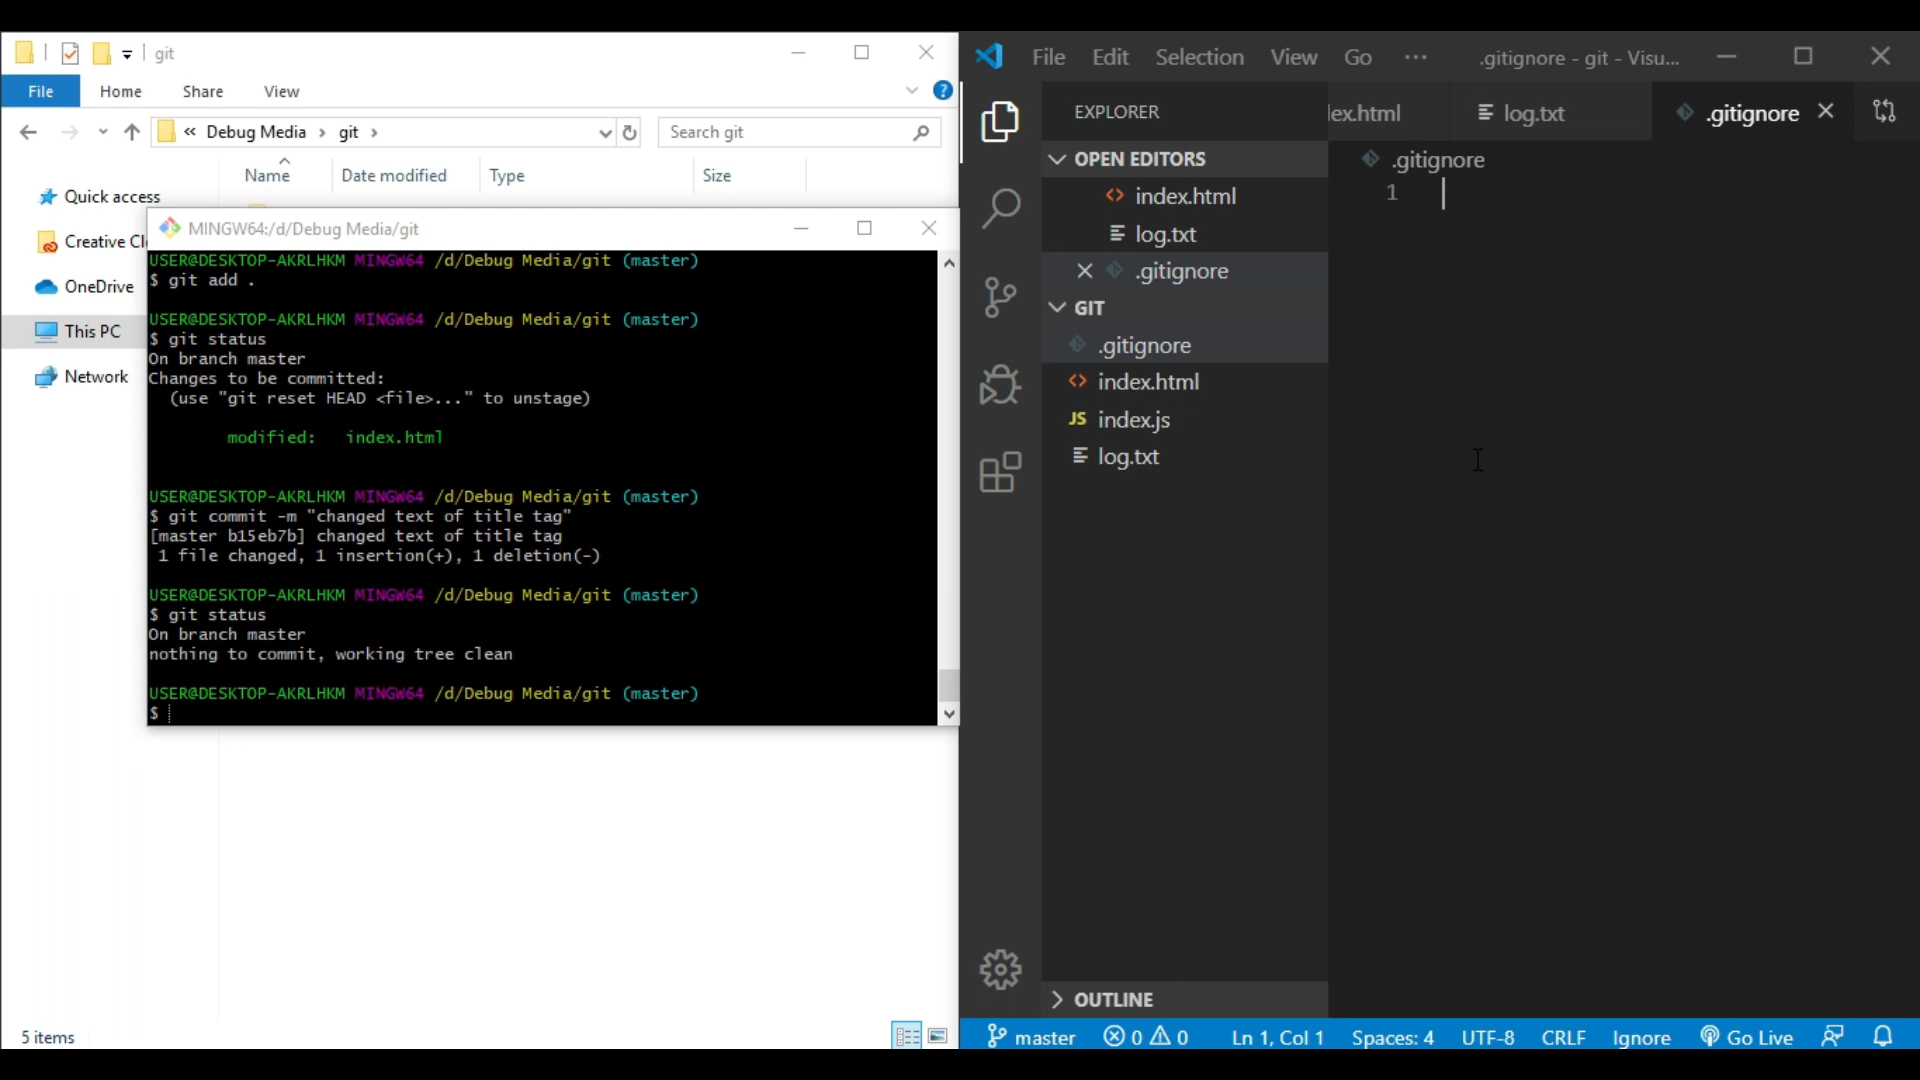 git
File Home Share View
« Debug Media › git ›
Search git
Name Date modified Type Size
Quick access
Creative Cl
OneDrive
This PC
Network
5 items
MINGW64:/d/Debug Media/git
USER@DESKTOP-AKRLHKM MINGW64 /d/Debug Media/git (master)
$ git add .
USER@DESKTOP-AKRLHKM MINGW64 /d/Debug Media/git (master)
$ git status
On branch master
Changes to be committed:
(use "git reset HEAD <file>..." to unstage)
modified: index.html
USER@DESKTOP-AKRLHKM MINGW64 /d/Debug Media/git (master)
$ git commit -m "changed text of title tag"
[master b15eb7b] changed text of title tag
1 file changed, 1 insertion(+), 1 deletion(-)
USER@DESKTOP-AKRLHKM MINGW64 /d/Debug Media/git (master)
$ git status
On branch master
nothing to commit, working tree clean
USER@DESKTOP-AKRLHKM MINGW64 /d/Debug Media/git (master)
$
File Edit Selection View Go ··· .gitignore - git - Visu...
EXPLORER
OPEN EDITORS
index.html
log.txt
.gitignore
GIT
.gitignore
index.html
JS index.js
log.txt
OUTLINE
lex.html log.txt .gitignore
.gitignore
1
master 0 0 Ln 1, Col 1 Spaces: 4 UTF-8 CRLF Ignore Go Live